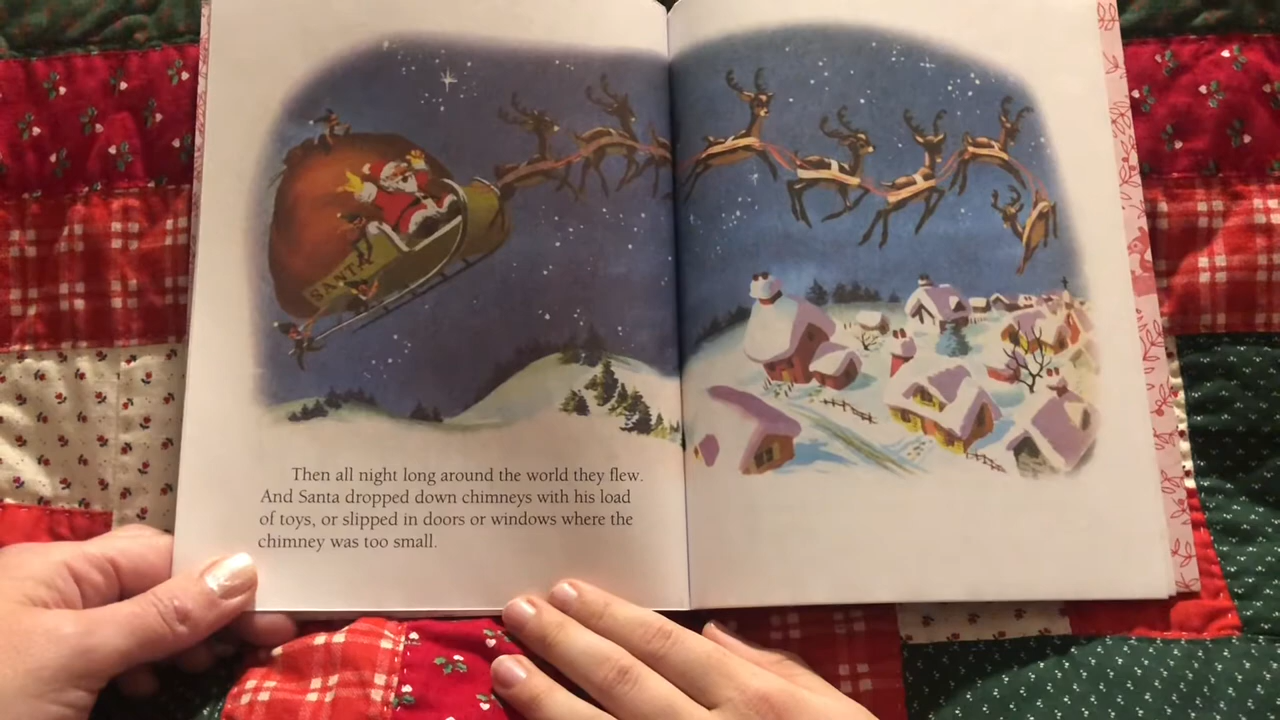 SANTA
Then all night long around the world they flew.
And Santa dropped down chimneys with his load
of toys, or slipped in doors or windows where the
chimney was too small.